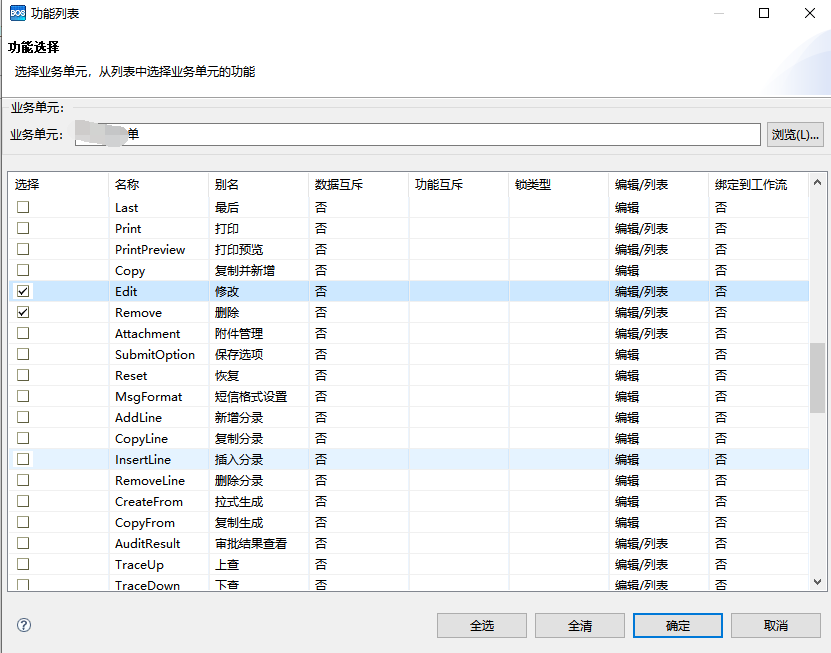 BOS 功能列表
功能选择
选择业务单元，从列表中选择业务单元的功能
业务单元：
业务单元： 单 浏览(L)...
选择 名称 别名 数据互斥 功能互斥 锁类型 编辑/列表 绑定到工作流
Last 最后 否 编辑 否
Print 打印 否 编辑/列表 否
PrintPreview 打印预览 否 编辑/列表 否
Copy 复制并新增 否 编辑 否
Edit 修改 否 编辑/列表 否
Remove 删除 否 编辑/列表 否
Attachment 附件管理 否 编辑/列表 否
SubmitOption 保存选项 否 编辑 否
Reset 恢复 否 编辑 否
MsgFormat 短信格式设置 否 编辑 否
AddLine 新增分录 否 编辑 否
CopyLine 复制分录 否 编辑 否
InsertLine 插入分录 否 编辑 否
RemoveLine 删除分录 否 编辑 否
CreateFrom 拉式生成 否 编辑 否
CopyFrom 复制生成 否 编辑 否
AuditResult 审批结果查看 否 编辑/列表 否
TraceUp 上查 否 编辑/列表 否
TraceDown 下查 否 编辑/列表 否
全选 全清 确定 取消